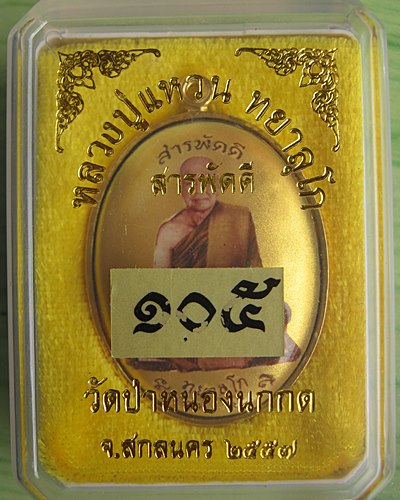 หลวงปู่แหวน ทยาลุโก
สารพัดดี
สารพัดดี
๑๐๕
วัดป่าหนองนกกด
จ.สกลนคร ๒๕๕๗